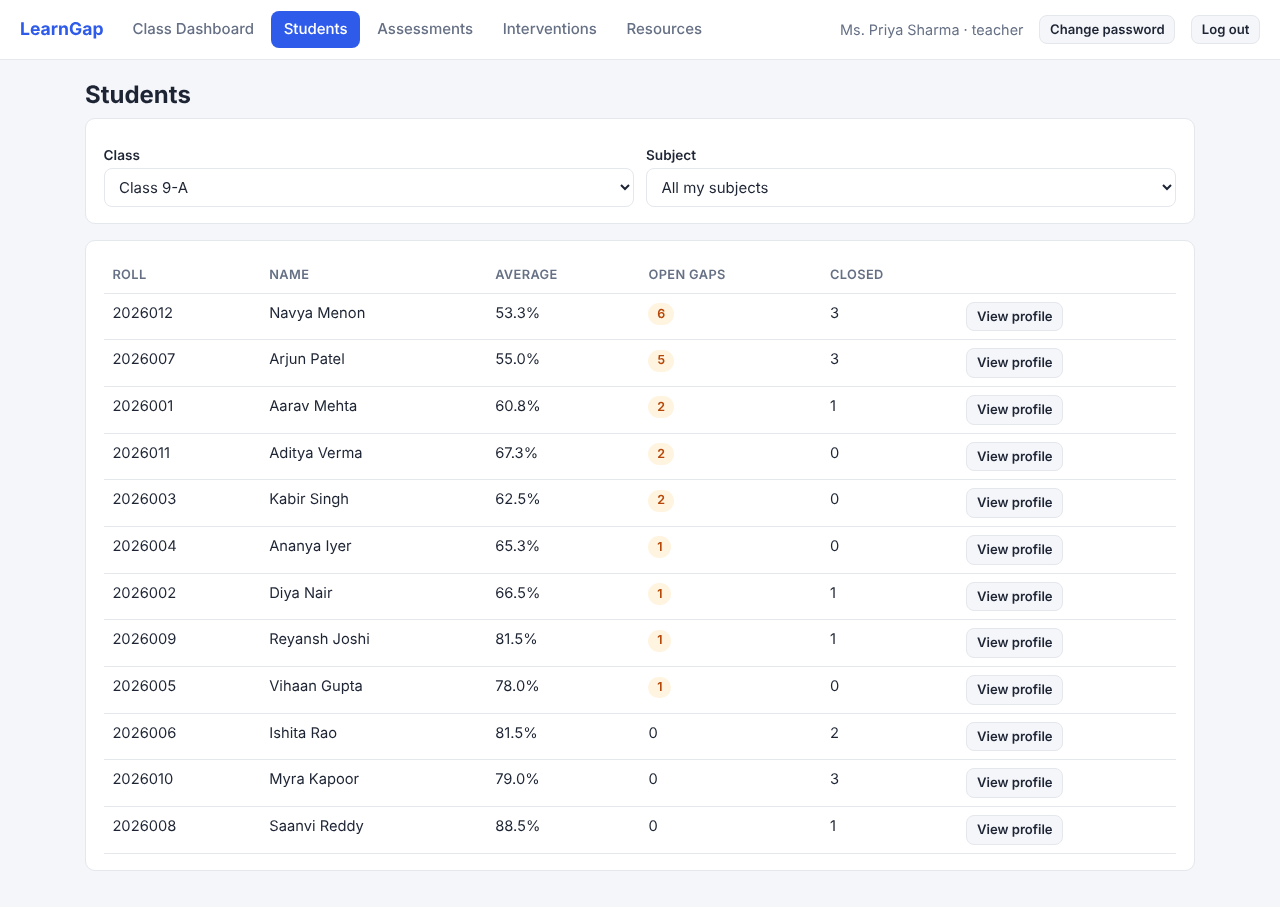 LearnGap Class Dashboard Students Assessments Interventions Resources Ms. Priya Sharma · teacher Change password Log out
Students
Class Subject
Class 9-A All my subjects
ROLL NAME AVERAGE OPEN GAPS CLOSED
2026012 Navya Menon 53.3% 6 3 View profile
2026007 Arjun Patel 55.0% 5 3 View profile
2026001 Aarav Mehta 60.8% 2 1 View profile
2026011 Aditya Verma 67.3% 2 0 View profile
2026003 Kabir Singh 62.5% 2 0 View profile
2026004 Ananya Iyer 65.3% 1 0 View profile
2026002 Diya Nair 66.5% 1 1 View profile
2026009 Reyansh Joshi 81.5% 1 1 View profile
2026005 Vihaan Gupta 78.0% 1 0 View profile
2026006 Ishita Rao 81.5% 0 2 View profile
2026010 Myra Kapoor 79.0% 0 3 View profile
2026008 Saanvi Reddy 88.5% 0 1 View profile